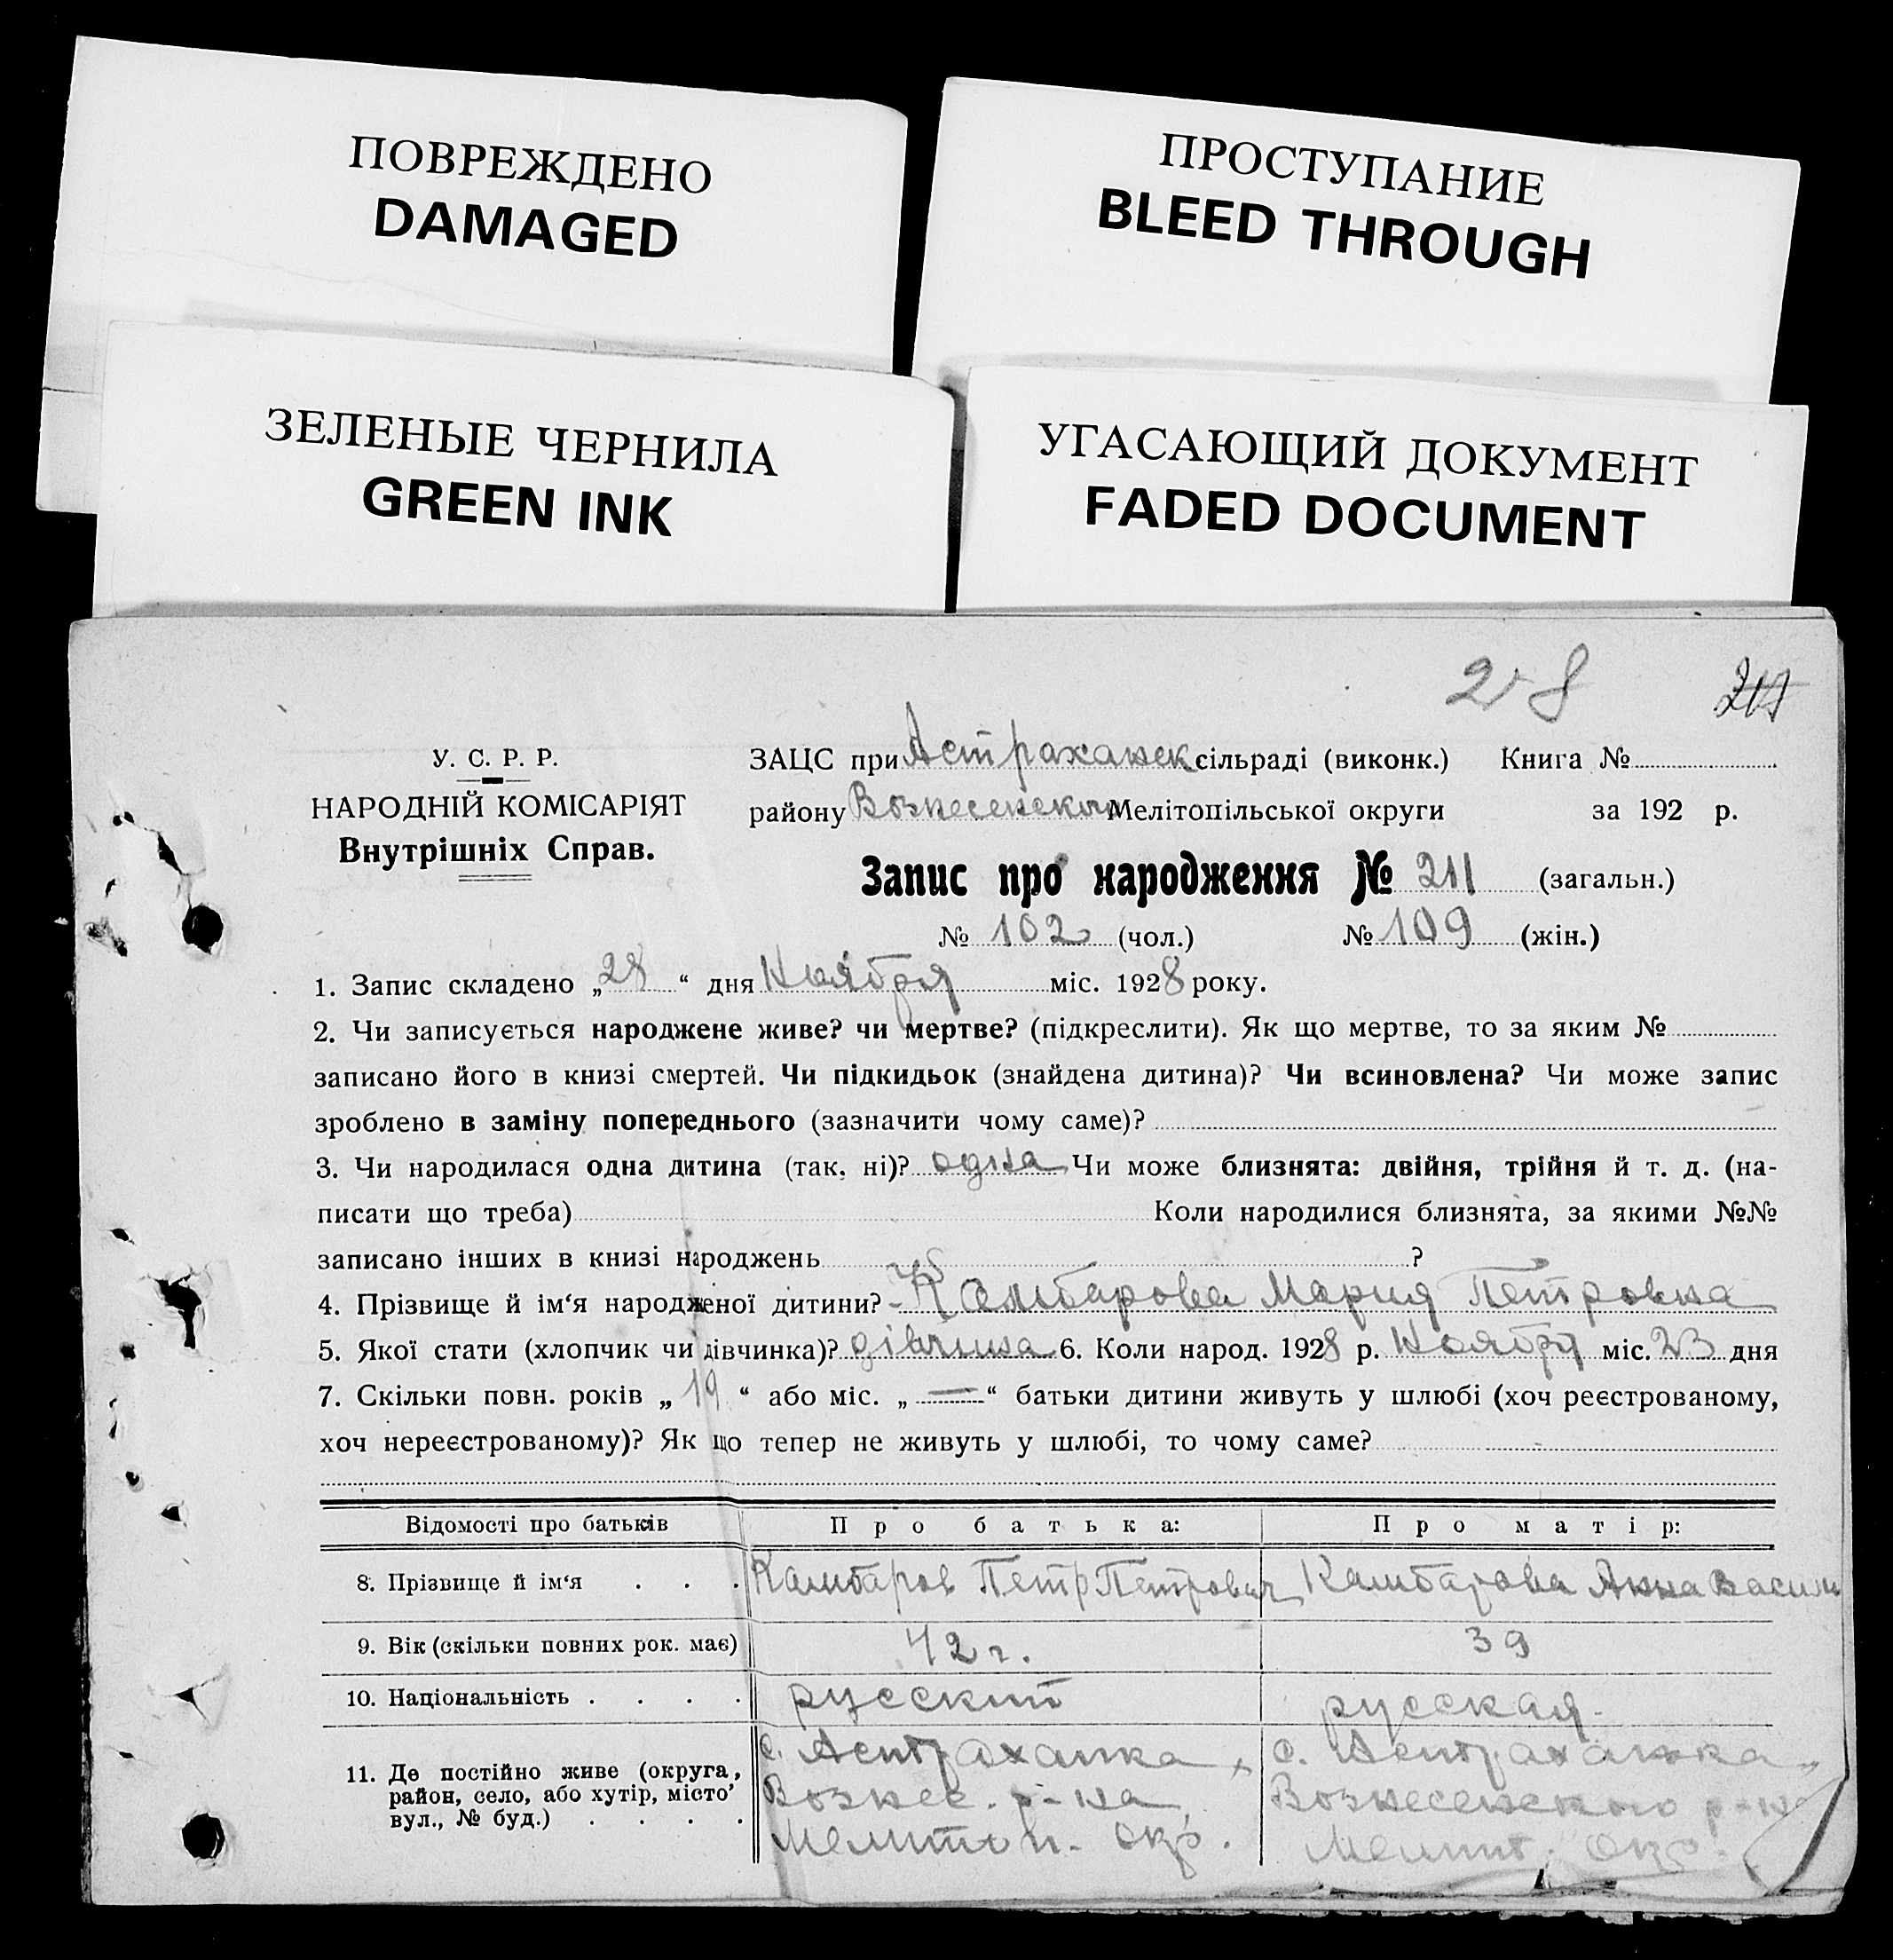 ПОВРЕЖДЕНО
DAMAGED
ПРОСТУПАНИЕ
BLEED THROUGH
ЗЕЛЕНЫЕ ЧЕРНИЛА
GREEN INK
УГАСАЮЩИЙ ДОКУМЕНТ
FADED DOCUMENT
У. С. Р. Р.
НАРОДНІЙ КОМІСАРІЯТ
Внутрішніх Справ.
ЗАЦС при Астраханск сільраді (виконк.) Книга №
району Вознесенского Мелітопільської округи за 192 р.
Запис про народження № 211 (загальн.)
№ 102 (чол.) № 109 (жін.)
1. Запис складено „28“ дня Ноября міс. 1928 року.
2. Чи записується народжене живе? чи мертве? (підкреслити). Як що мертве, то за яким №
записано його в книзі смертей. Чи підкидьок (знайдена дитина)? Чи всиновлена? Чи може запис
зроблено в заміну попереднього (зазначити чому саме)?
3. Чи народилася одна дитина (так, ні)? одна Чи може близнята: двійня, трійня й т. д. (на-
писати що треба) Коли народилися близнята, за якими №№
записано інших в книзі народжень ?
4. Прізвище й ім‘я народженої дитини? Камбарова Мария Петровна
5. Якої стати (хлопчик чи дівчинка)? дівчина 6. Коли народ. 1928 р. Ноября міс. 23 дня
7. Скільки повн. років „19“ або міс. „—“ батьки дитини живуть у шлюбі (хоч реєстрованому,
хоч нереєстрованому)? Як що тепер не живуть у шлюбі, то чому саме?
Відомості про батьків Про батька: Про матір:
8. Прізвище й ім‘я . . . Камбаров Петр Петрович Камбарова Анна Васил
9. Вік (скільки повних рок. має) 42 г. 39
10. Національність . . . . русский русская
11. Де постійно живе (округа, с. Астраханка, с. Астраханка,
район, село, або хутір, місто’ Вознес. р-на Вознесенского р-на
вул., № буд.) . . . . Мелитоп. окр. Мелит. окр.